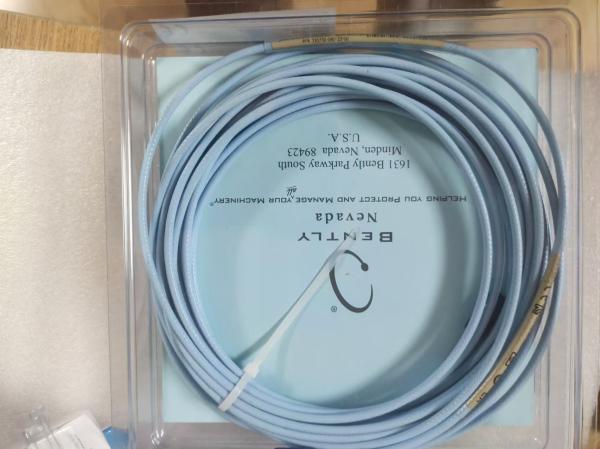 BENTLY
Nevada
HELPING YOU PROTECT AND MANAGE all YOUR MACHINERY®
1631 Bently Parkway South
Minden, Nevada 89423
U.S.A.
®